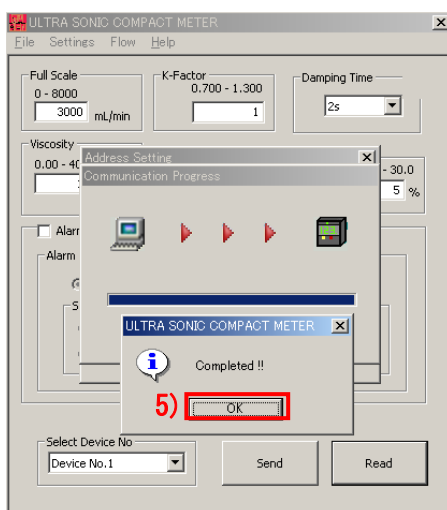 ULTRA SONIC COMPACT METER
File Settings Flow Help
Full Scale
0 - 8000
3000 mL/min
K-Factor
0.700 - 1.300
1
Damping Time
2s
Viscosity
0.00 - 40
- 30.0
5 %
Address Setting
Communication Progress
Alarm
ULTRA SONIC COMPACT METER
Completed !!
5) OK
Select Device No
Device No.1
Send
Read